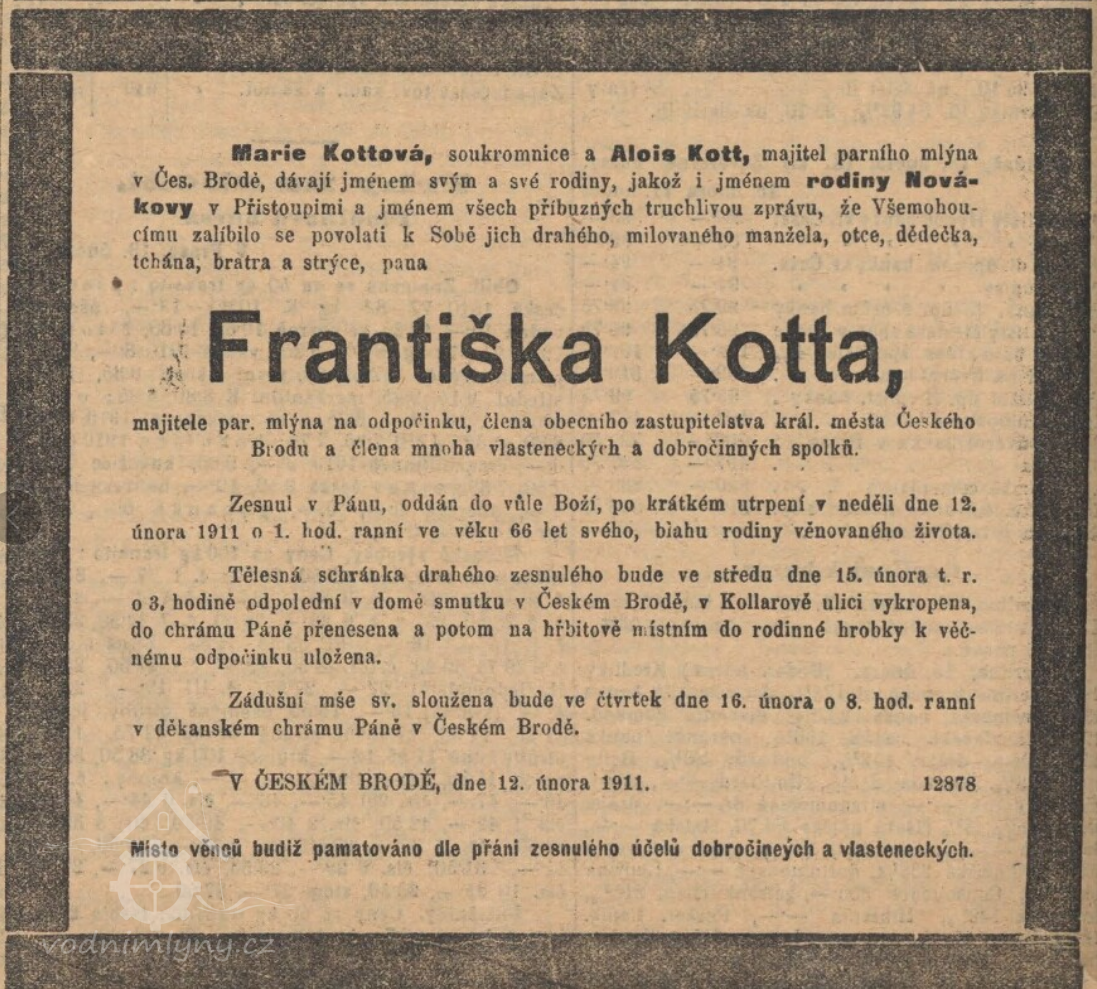 Marie Kottová, soukromnice a Alois Kott, majitel parního mlýna
v Čes. Brodě, dávají jménem svým a své rodiny, jakož i jménem rodiny Nová-
kovy v Přistoupimi a jménem všech příbuzných truchlivou zprávu, že Všemohou-
címu zalíbilo se povolati k Sobě jich drahého, milovaného manžela, otce, dědečka,
tchána, bratra a strýce, pana
Františka Kotta,
majitele par. mlýna na odpočinku, člena obecního zastupitelstva král. města Českého
Brodu a člena mnoha vlasteneckých a dobročinných spolků.
Zesnul v Pánu, oddán do vůle Boží, po krátkém utrpení v neděli dne 12.
února 1911 o 1. hod. ranní ve věku 66 let svého, blahu rodiny věnovaného života.
Tělesná schránka drahého zesnulého bude ve středu dne 15. února t. r.
o 3. hodině odpolední v domě smutku v Českém Brodě, v Kollarově ulici vykropena,
do chrámu Páně přenesena a potom na hřbitově místním do rodinné hrobky k věč-
nému odpočinku uložena.
Zádušní mše sv. sloužena bude ve čtvrtek dne 16. února o 8. hod. ranní
v děkanském chrámu Páně v Českém Brodě.
V ČESKÉM BRODĚ, dne 12. února 1911. 12878
Místo věnců budiž pamatováno dle přání zesnulého účelů dobročineých a vlasteneckých.
vodnimlyny.cz